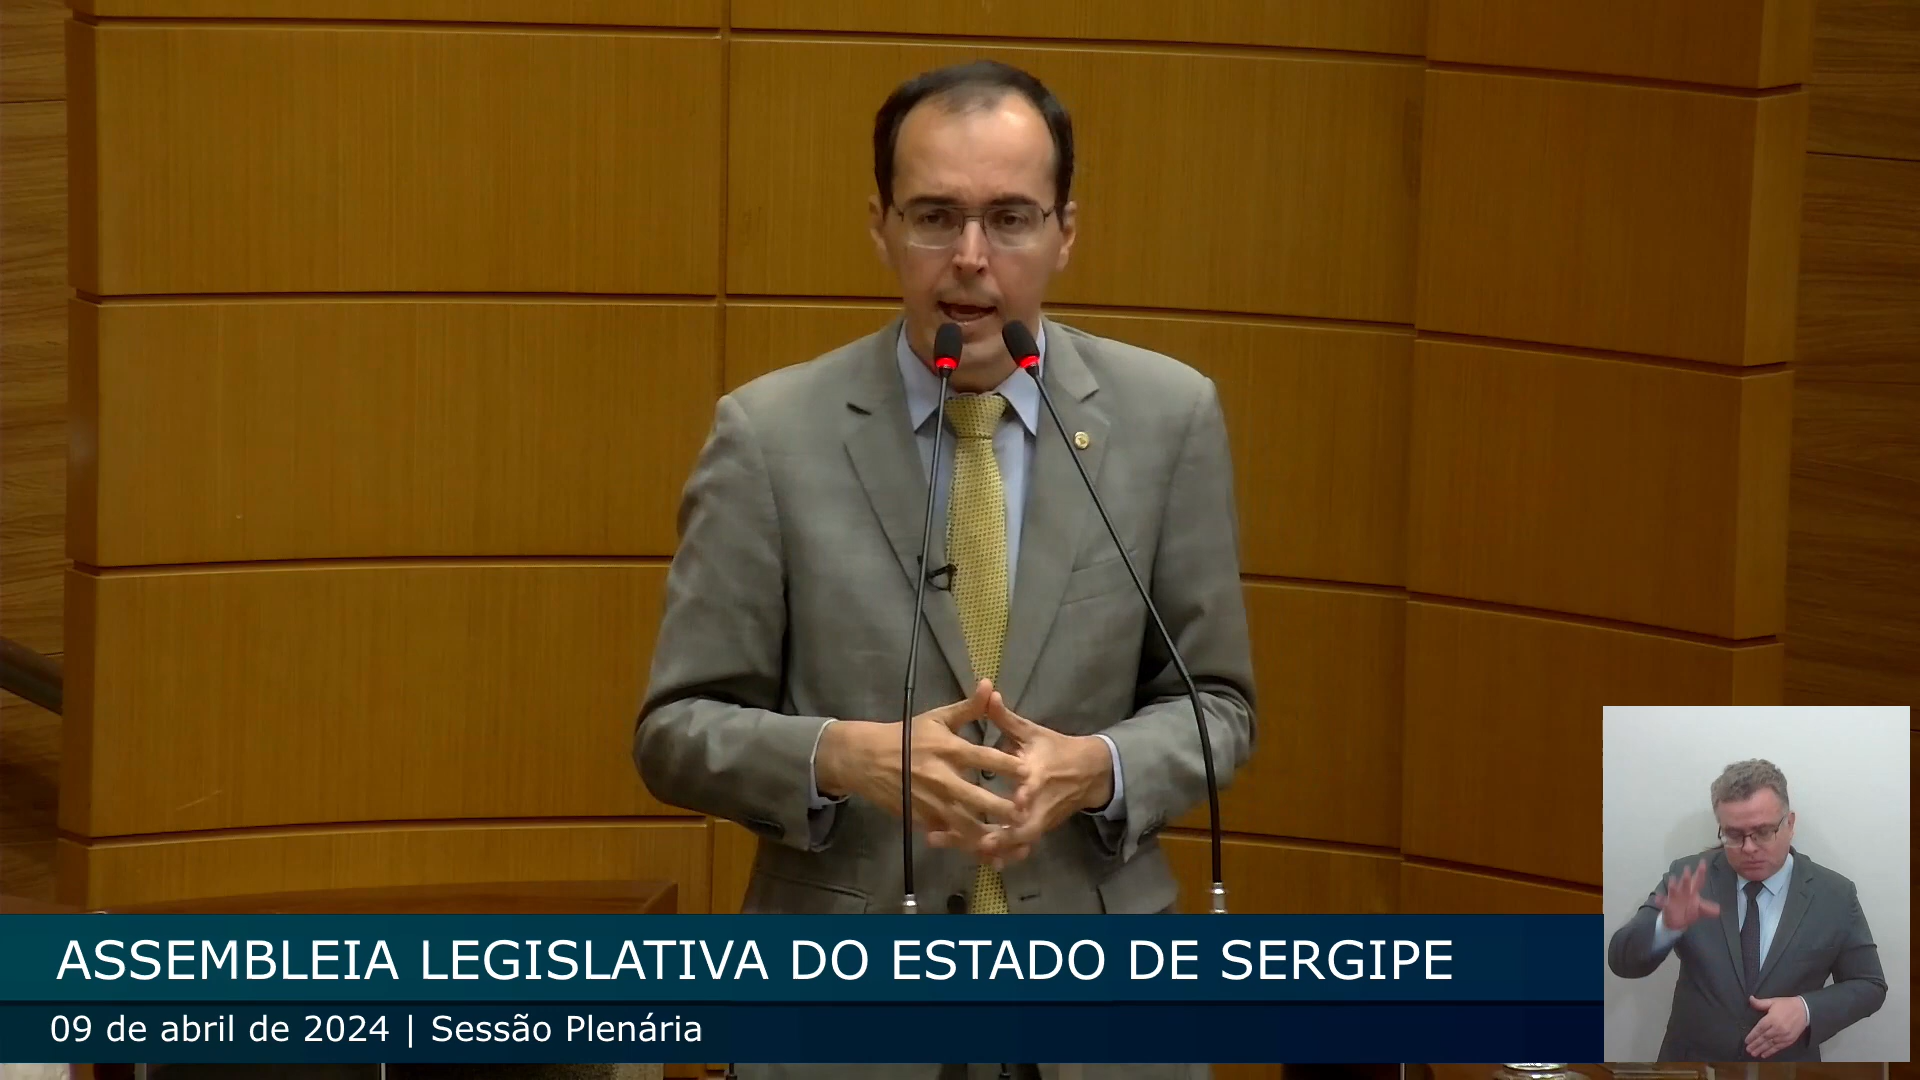 ASSEMBLEIA LEGISLATIVA DO ESTADO DE SERGIPE
09 de abril de 2024 | Sessão Plenária